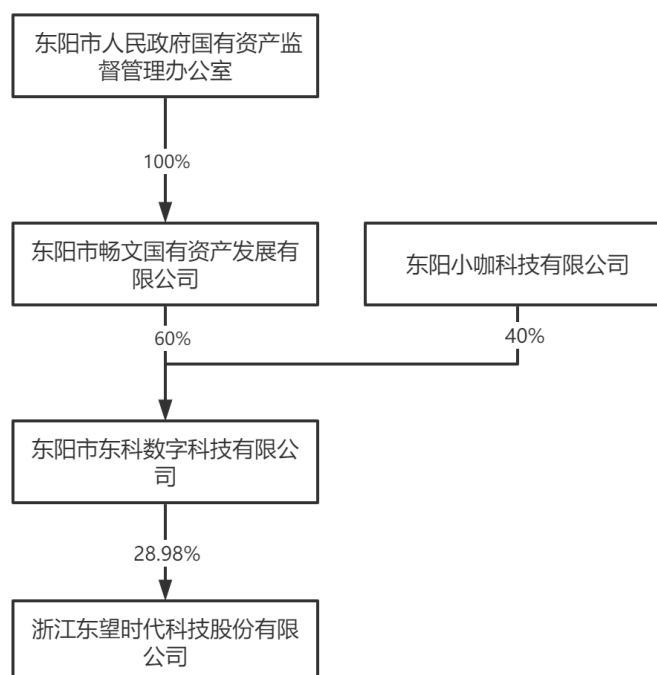 东阳市人民政府国有资产监
督管理办公室
100%
东阳市畅文国有资产发展有
限公司
东阳小咖科技有限公司
60%
40%
东阳市东科数字科技有限公
司
28.98%
浙江东望时代科技股份有限
公司